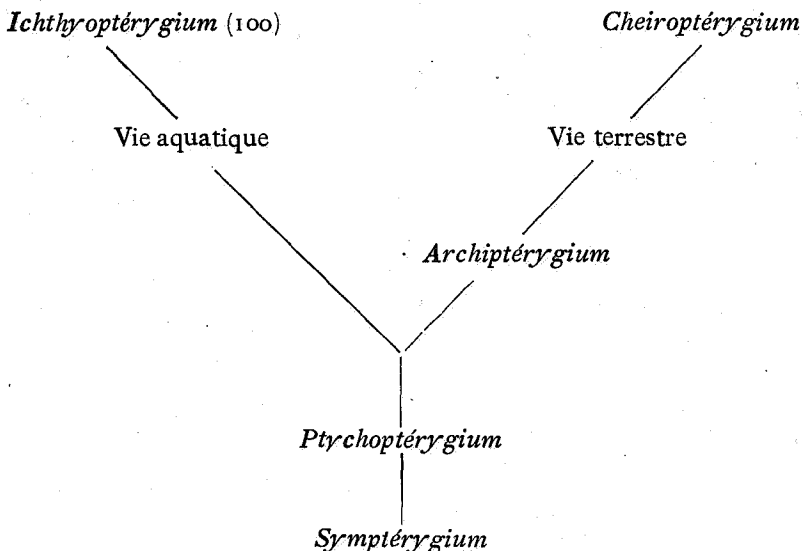 Ichthyoptérygium (100)
Cheiroptérygium
Vie aquatique
Vie terrestre
Archiptérygium
Ptychoptérygium
Symptérygium